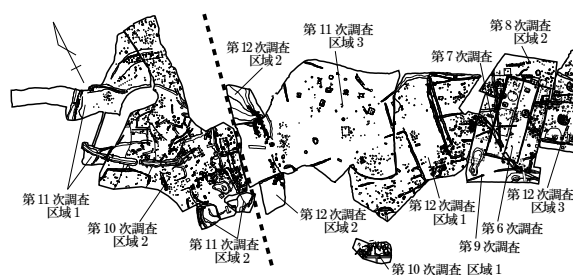 第8次調査
区域2
第11次調査
区域3
第12次調査
区域2
第7次調査
第11次調査
区域1
第10次調査
区域2
第11次調査
区域2
第12次調査
区域2
第12次調査
区域1
第12次調査
区域3
第6次調査
第9次調査
第10次調査 区域1